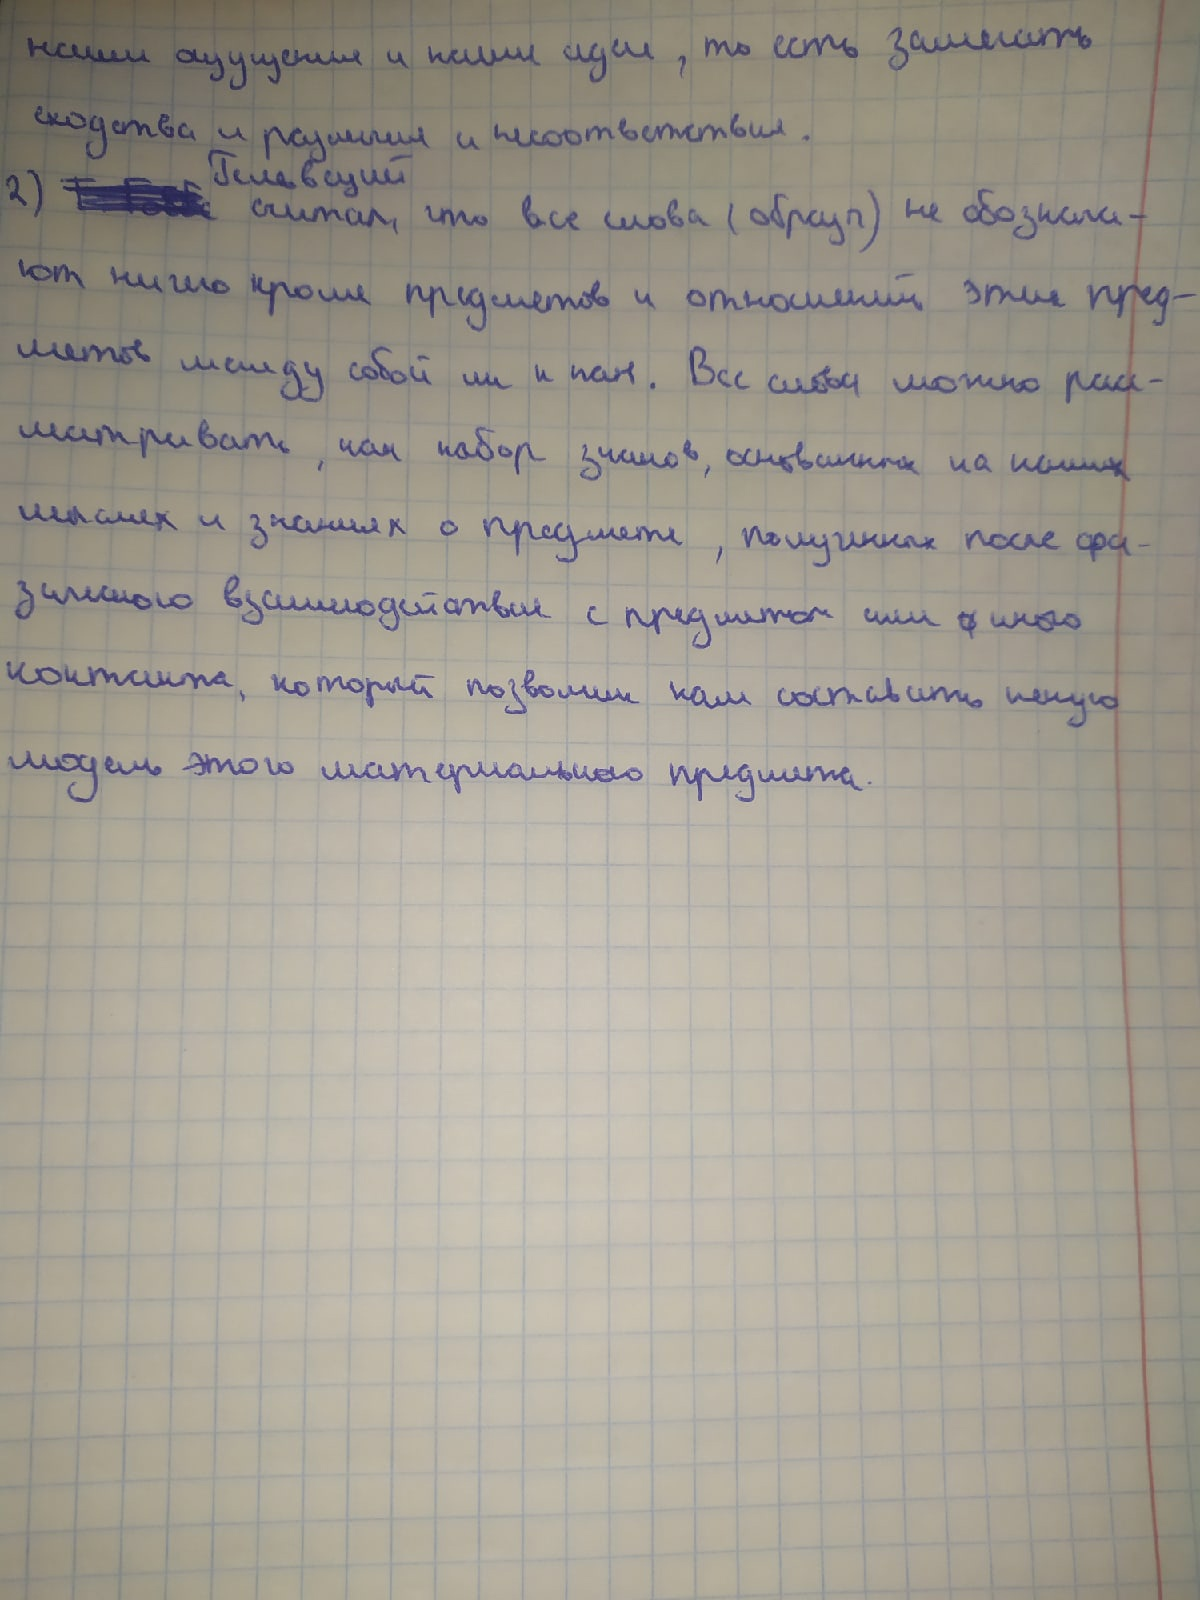 наши ощущения и наши идеи, то есть замечать
сходства и различия и несоответствия.
Гельвеций
2) считал, что все слова (образы) не обознача-
ют ничего кроме предметов и отношений этих пред-
метов между собой или к нам. Все слова можно рас-
матривать, как набор знаков, основанных на наших
мыслях и знаниях о предмете, полученных после фи-
зического взаимодействия с предметом или иного
контакта, который позволил нам составить некую
модель этого материального предмета.